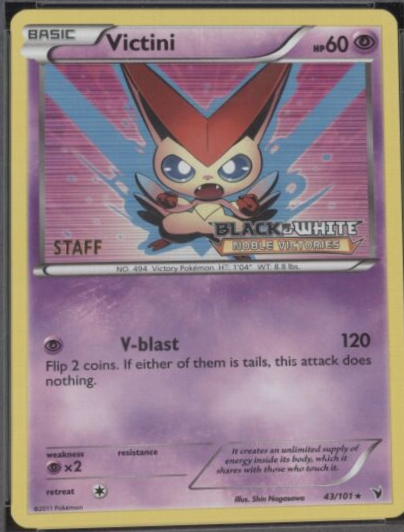 BASIC
Victini
HP60
STAFF
BLACK & WHITE
NOBLE VICTORIES
NO. 494 Victory Pokémon HT: 1'04" WT: 8.8 lbs.
V-blast 120
Flip 2 coins. If either of them is tails, this attack does
nothing.
weakness resistance
×2
It creates an unlimited supply of
energy inside its body, which it
shares with those who touch it.
retreat
©2011 Pokémon Illus. Shin Nagasawa 43/101